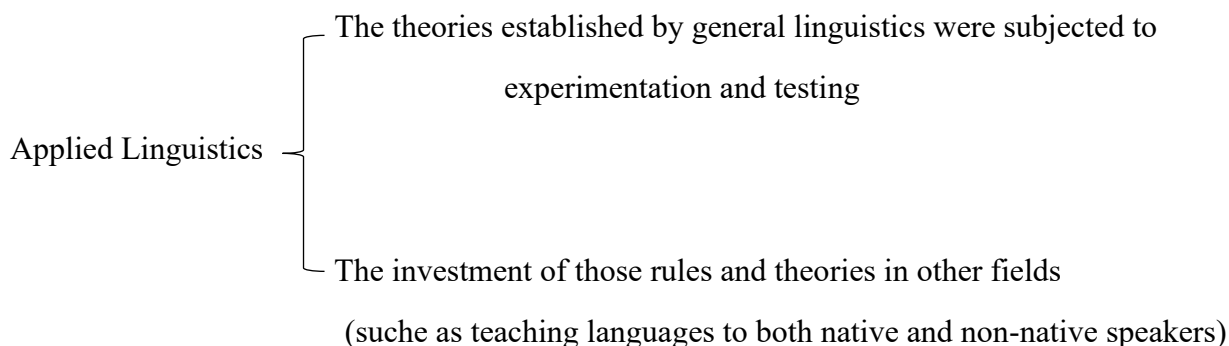 The theories established by general linguistics were subjected to
experimentation and testing
Applied Linguistics
The investment of those rules and theories in other fields
(suche as teaching languages to both native and non-native speakers)